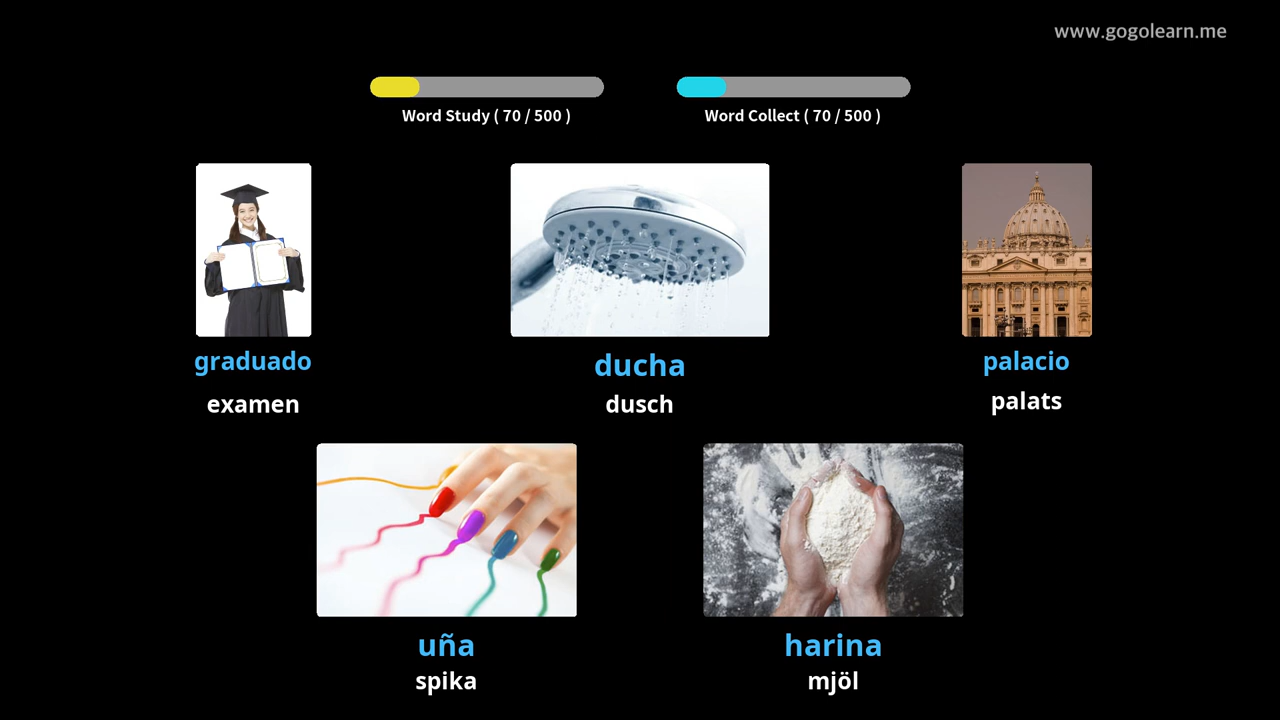 www.gogolearn.me
Word Study ( 70 / 500 )
Word Collect ( 70 / 500 )
graduado
ducha
palacio
examen
dusch
palats
uña
harina
spika
mjöl